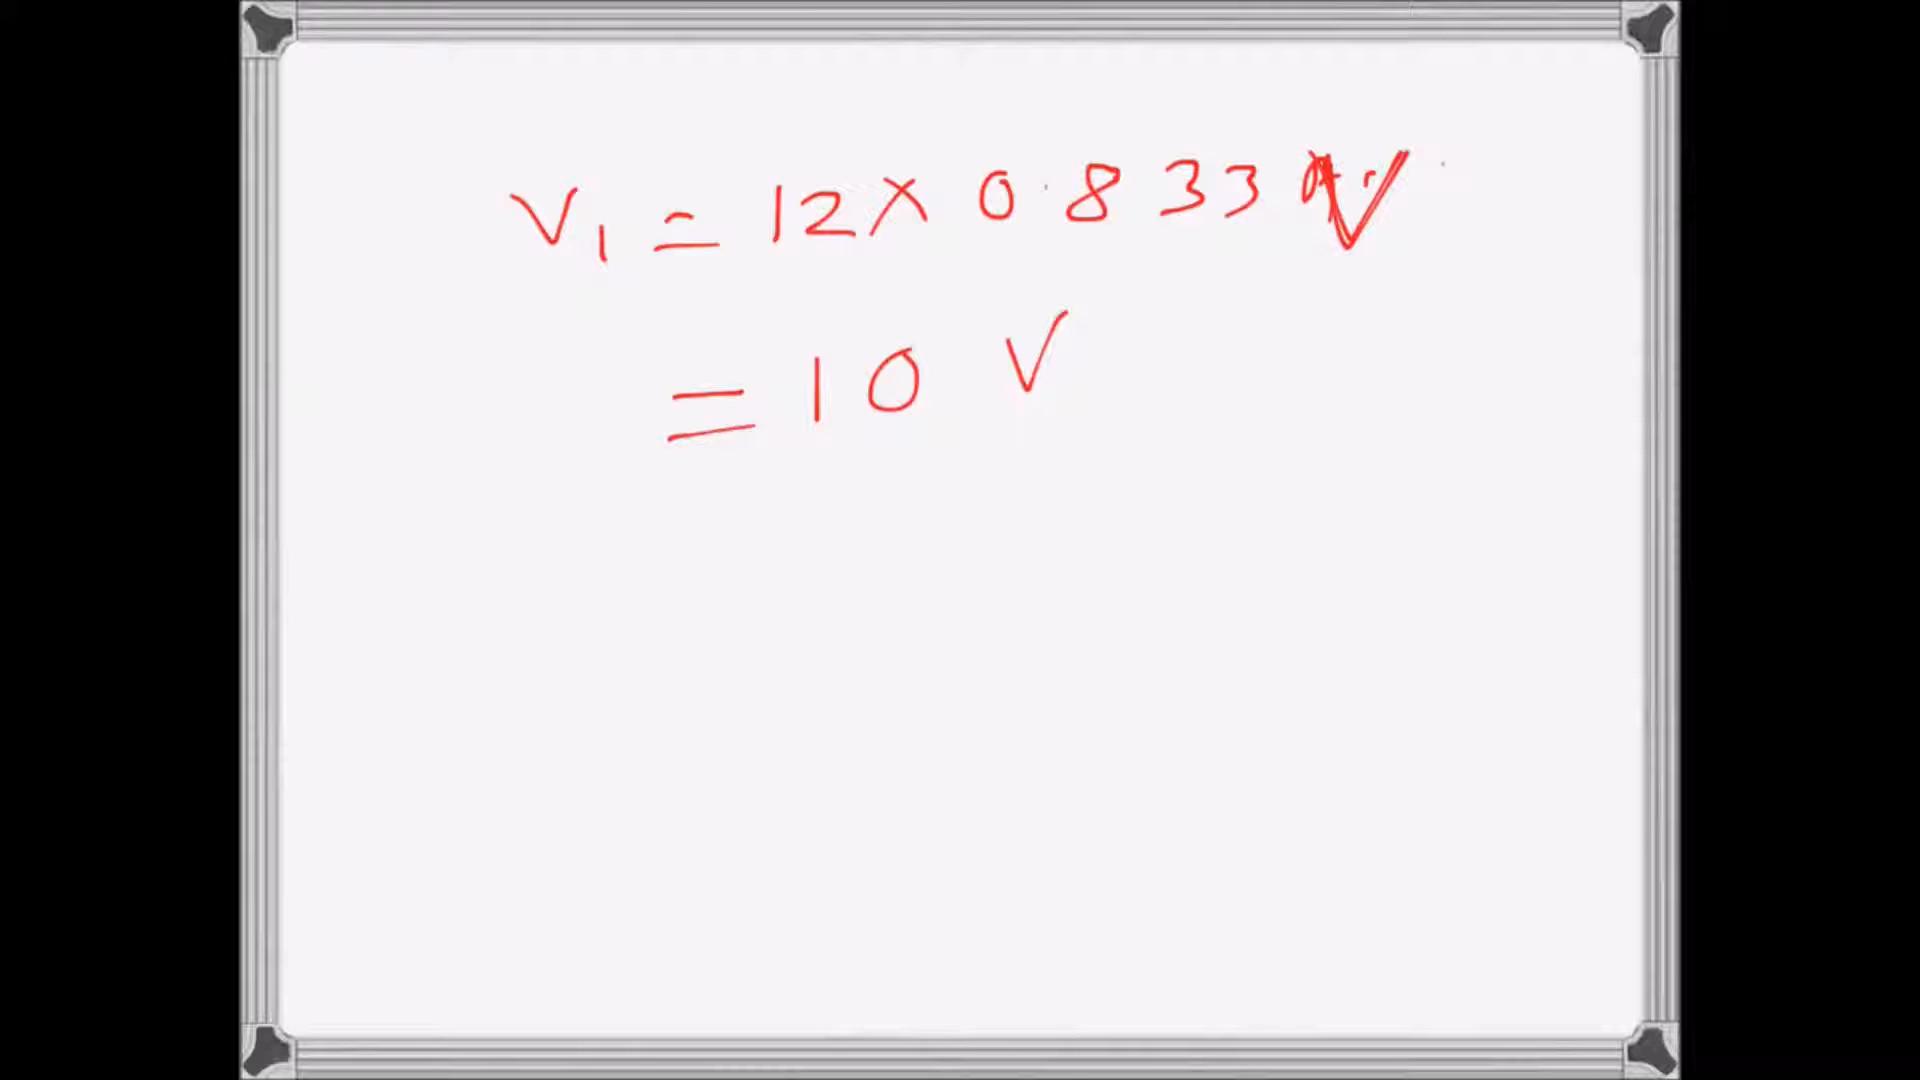 V₁ = 12 × 0.833 V
= 10 V